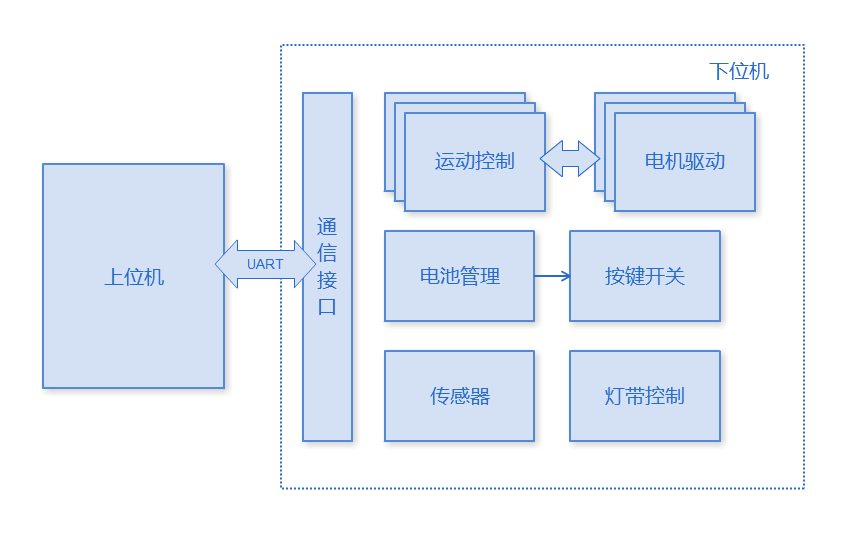 下位机
上位机
UART
通
信
接
口
运动控制
电机驱动
电池管理
按键开关
传感器
灯带控制